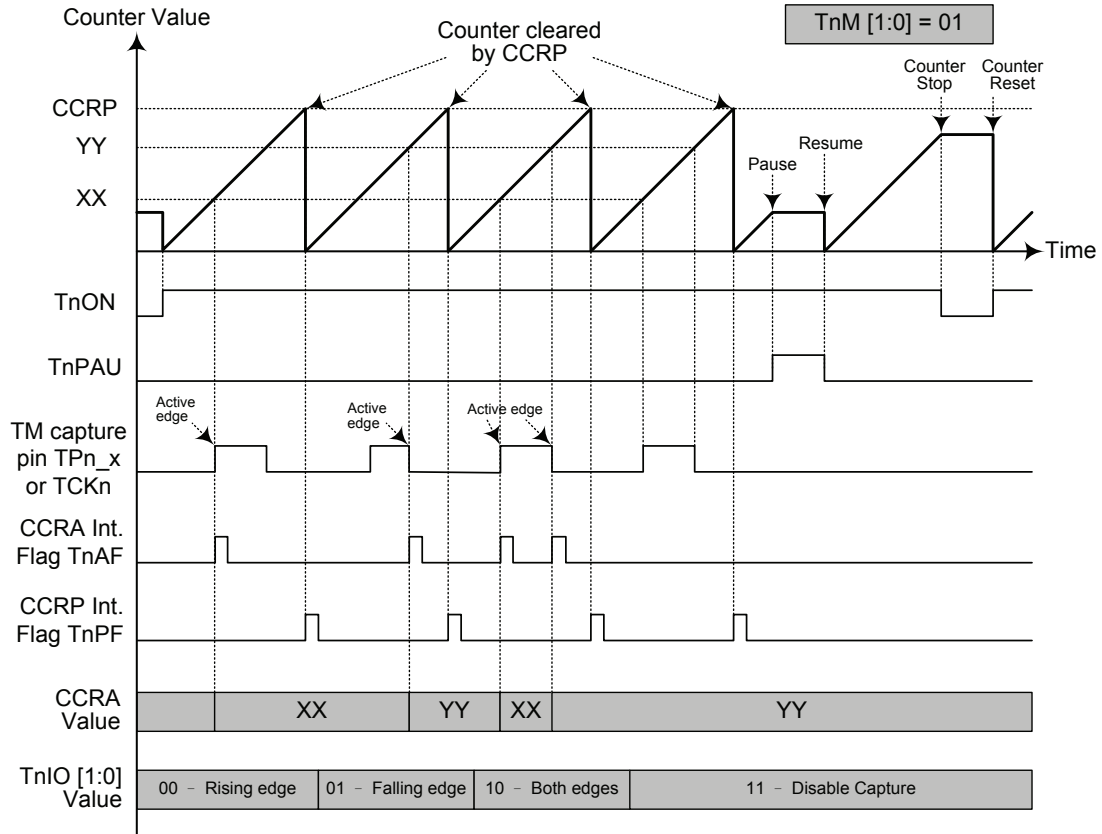 Counter Value
TnM [1:0] = 01
Counter cleared
by CCRP
Counter
Stop
Counter
Reset
CCRP
YY
XX
Pause
Resume
Time
TnON
TnPAU
Active
edge
Active
edge
Active edge
TM capture
pin TPn_x
or TCKn
CCRA Int.
Flag TnAF
CCRP Int.
Flag TnPF
CCRA
Value
XX
YY
XX
YY
TnIO [1:0]
Value
00 - Rising edge
01 - Falling edge
10 - Both edges
11 - Disable Capture